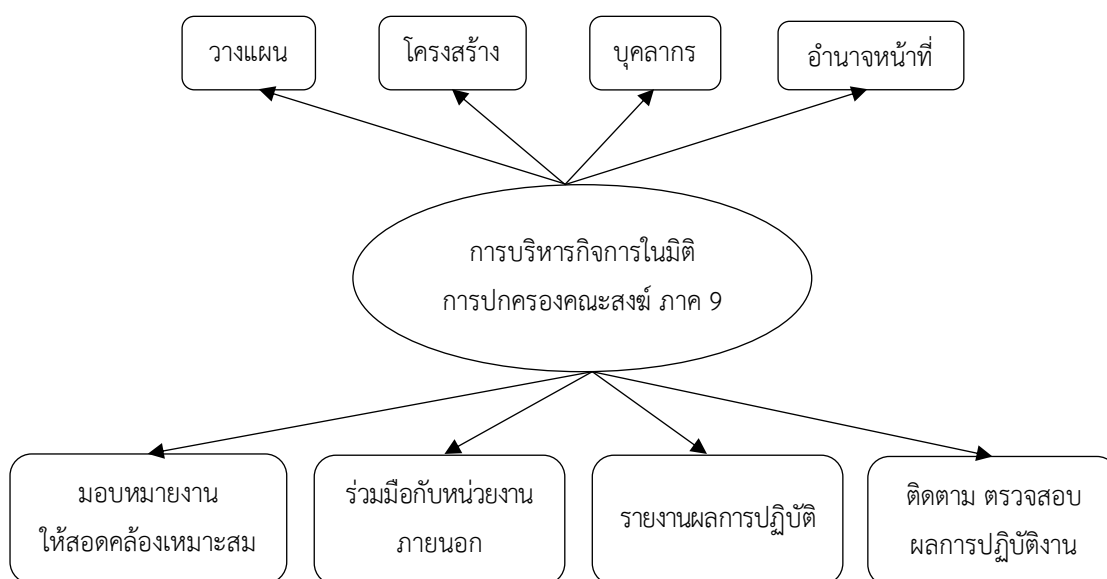 วางแผน
โครงสร้าง
บุคลากร
อำนาจหน้าที่
การบริหารกิจการในมิติ
การปกครองคณะสงฆ์ ภาค 9
มอบหมายงาน
ให้สอดคล้องเหมาะสม
ร่วมมือกับหน่วยงาน
ภายนอก
รายงานผลการปฏิบัติ
ติดตาม ตรวจสอบ
ผลการปฏิบัติงาน